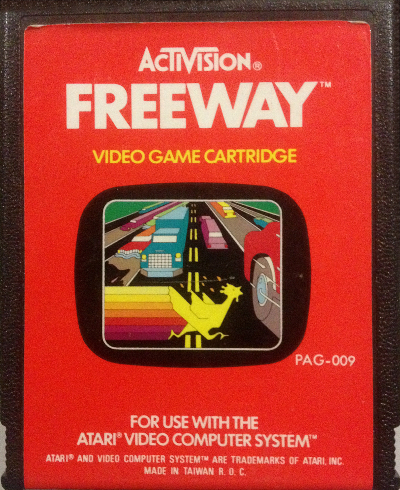 ACTIVISION®
FREEWAY™
VIDEO GAME CARTRIDGE
PAG-009
FOR USE WITH THE
ATARI® VIDEO COMPUTER SYSTEM™
ATARI® AND VIDEO COMPUTER SYSTEM™ ARE TRADEMARKS OF ATARI, INC.
MADE IN TAIWAN R.O.C.